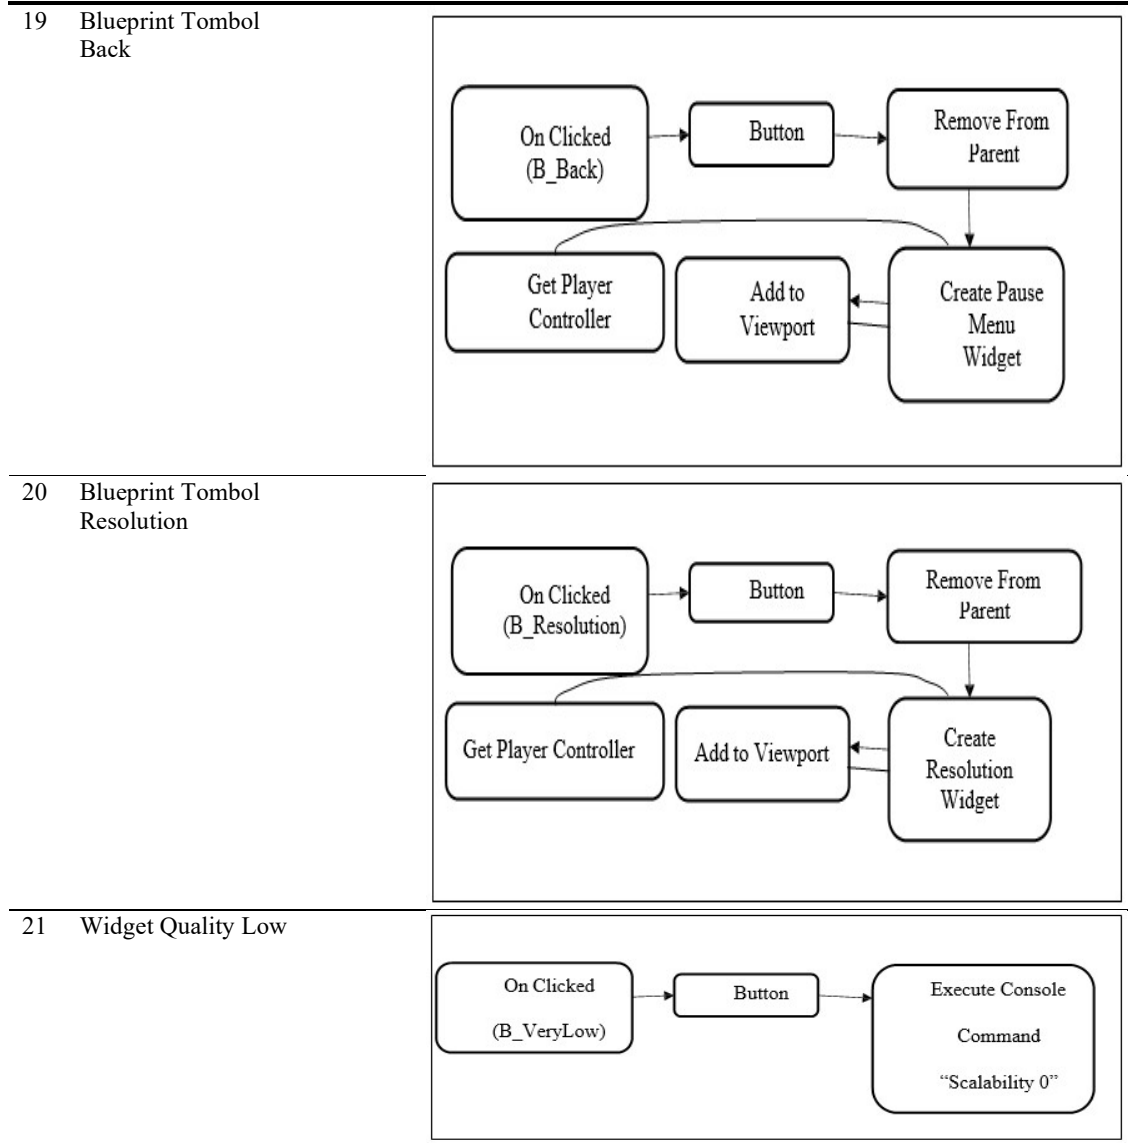 19 Blueprint Tombol
Back
On Clicked
(B_Back)
Button
Remove From
Parent
Get Player
Controller
Add to
Viewport
Create Pause
Menu
Widget
20 Blueprint Tombol
Resolution
On Clicked
(B_Resolution)
Button
Remove From
Parent
Get Player Controller
Add to Viewport
Create
Resolution
Widget
21 Widget Quality Low
On Clicked
(B_VeryLow)
Button
Execute Console
Command
“Scalability 0”